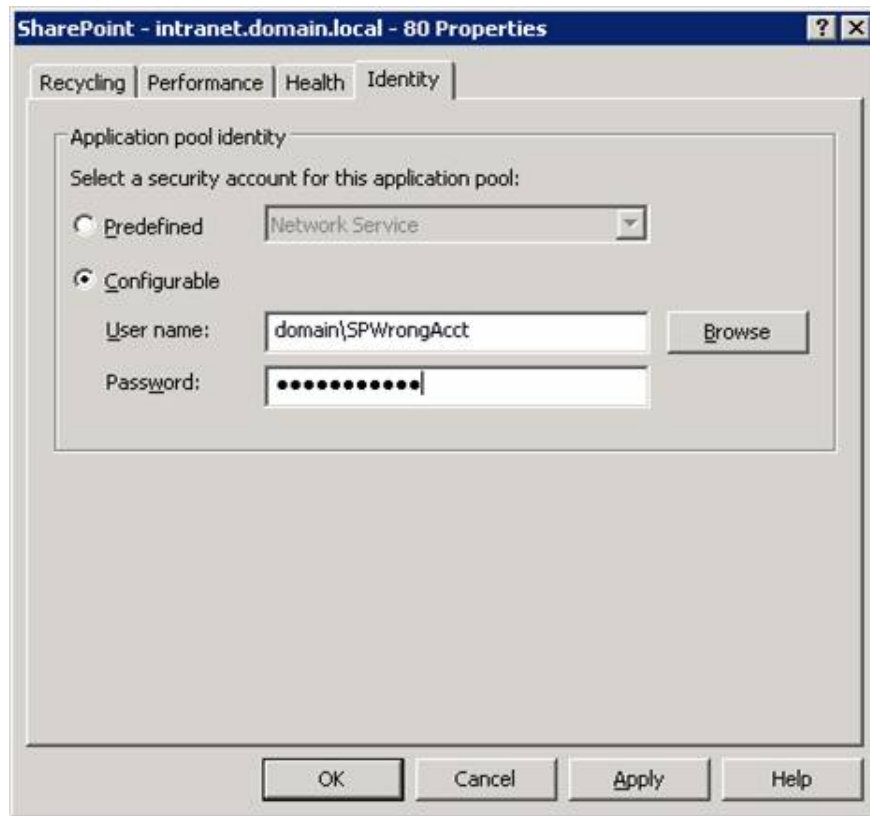 SharePoint - intranet.domain.local - 80 Properties ? X
Recycling Performance Health Identity
Application pool identity
Select a security account for this application pool:
Predefined Network Service
Configurable
User name: domain\SPWrongAcct Browse
Password: ●●●●●●●●●●●
OK Cancel Apply Help